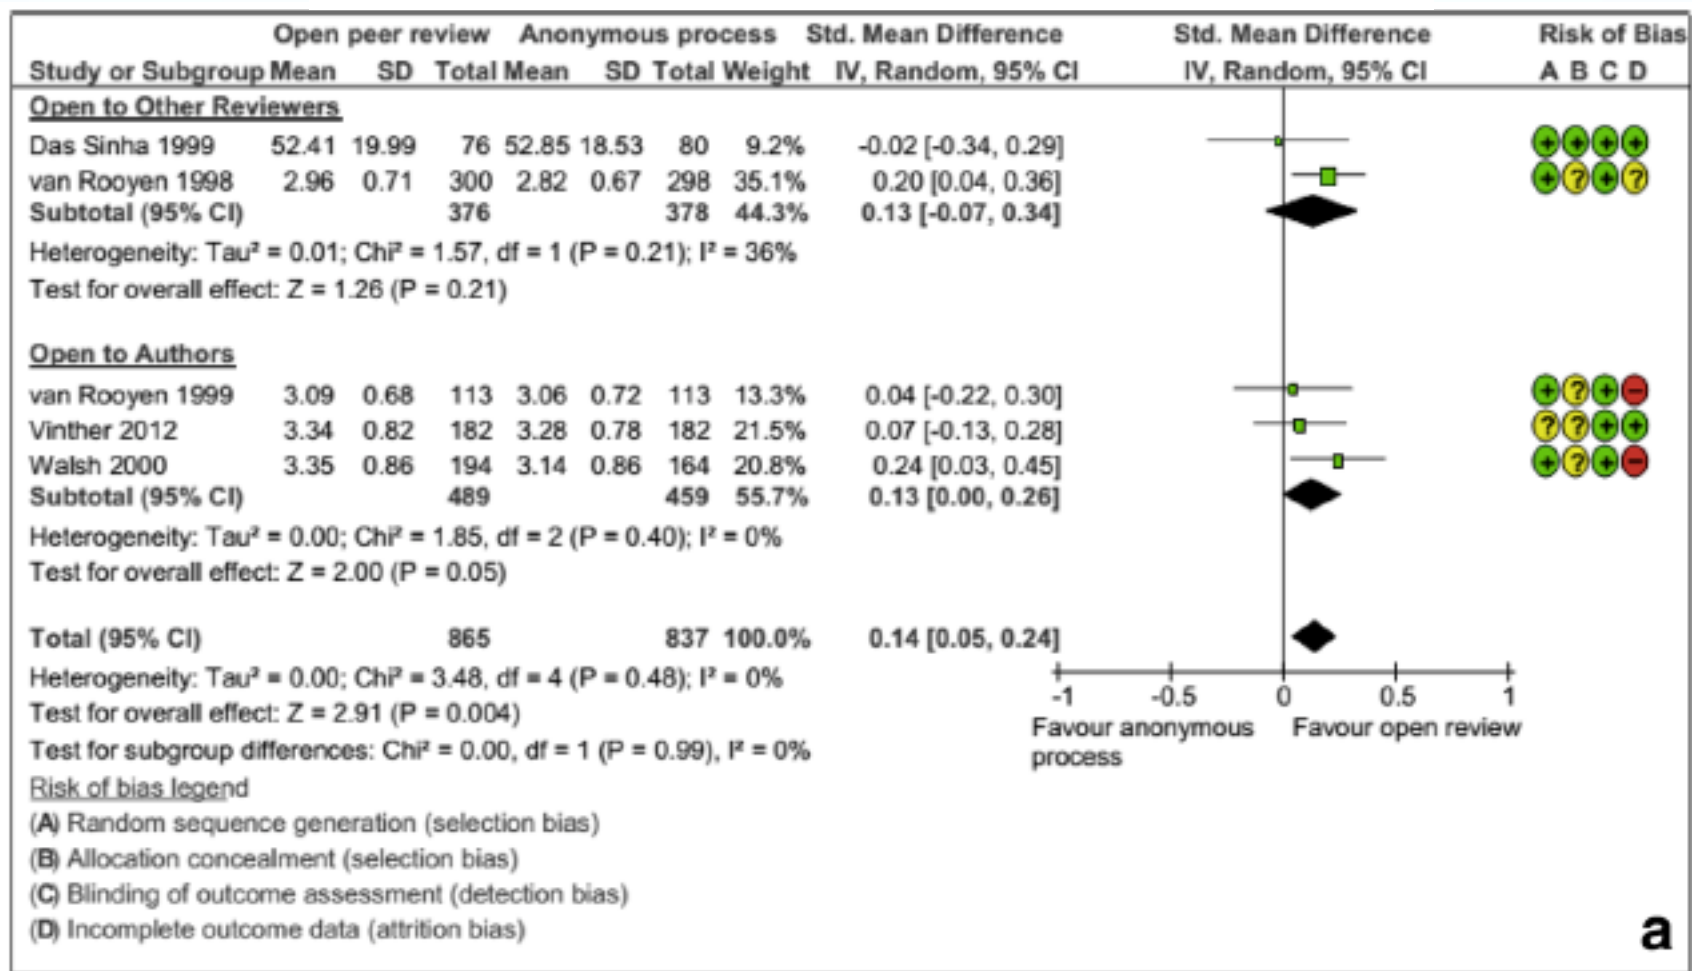 Open peer review Anonymous process Std. Mean Difference Std. Mean Difference Risk of Bias
Study or Subgroup Mean SD Total Mean SD Total Weight IV, Random, 95% CI IV, Random, 95% CI A B C D
Open to Other Reviewers
Das Sinha 1999 52.41 19.99 76 52.85 18.53 80 9.2% -0.02 [-0.34, 0.29] + + + +
van Rooyen 1998 2.96 0.71 300 2.82 0.67 298 35.1% 0.20 [0.04, 0.36] + ? + ?
Subtotal (95% CI) 376 378 44.3% 0.13 [-0.07, 0.34]
Heterogeneity: Tau² = 0.01; Chi² = 1.57, df = 1 (P = 0.21); I² = 36%
Test for overall effect: Z = 1.26 (P = 0.21)
Open to Authors
van Rooyen 1999 3.09 0.68 113 3.06 0.72 113 13.3% 0.04 [-0.22, 0.30] + ? + −
Vinther 2012 3.34 0.82 182 3.28 0.78 182 21.5% 0.07 [-0.13, 0.28] ? ? + +
Walsh 2000 3.35 0.86 194 3.14 0.86 164 20.8% 0.24 [0.03, 0.45] + ? + −
Subtotal (95% CI) 489 459 55.7% 0.13 [0.00, 0.26]
Heterogeneity: Tau² = 0.00; Chi² = 1.85, df = 2 (P = 0.40); I² = 0%
Test for overall effect: Z = 2.00 (P = 0.05)
Total (95% CI) 865 837 100.0% 0.14 [0.05, 0.24]
Heterogeneity: Tau² = 0.00; Chi² = 3.48, df = 4 (P = 0.48); I² = 0%
-1 -0.5 0 0.5 1
Test for overall effect: Z = 2.91 (P = 0.004)
Favour anonymous process Favour open review
Test for subgroup differences: Chi² = 0.00, df = 1 (P = 0.99), I² = 0%
Risk of bias legend
(A) Random sequence generation (selection bias)
(B) Allocation concealment (selection bias)
(C) Blinding of outcome assessment (detection bias)
(D) Incomplete outcome data (attrition bias)
a